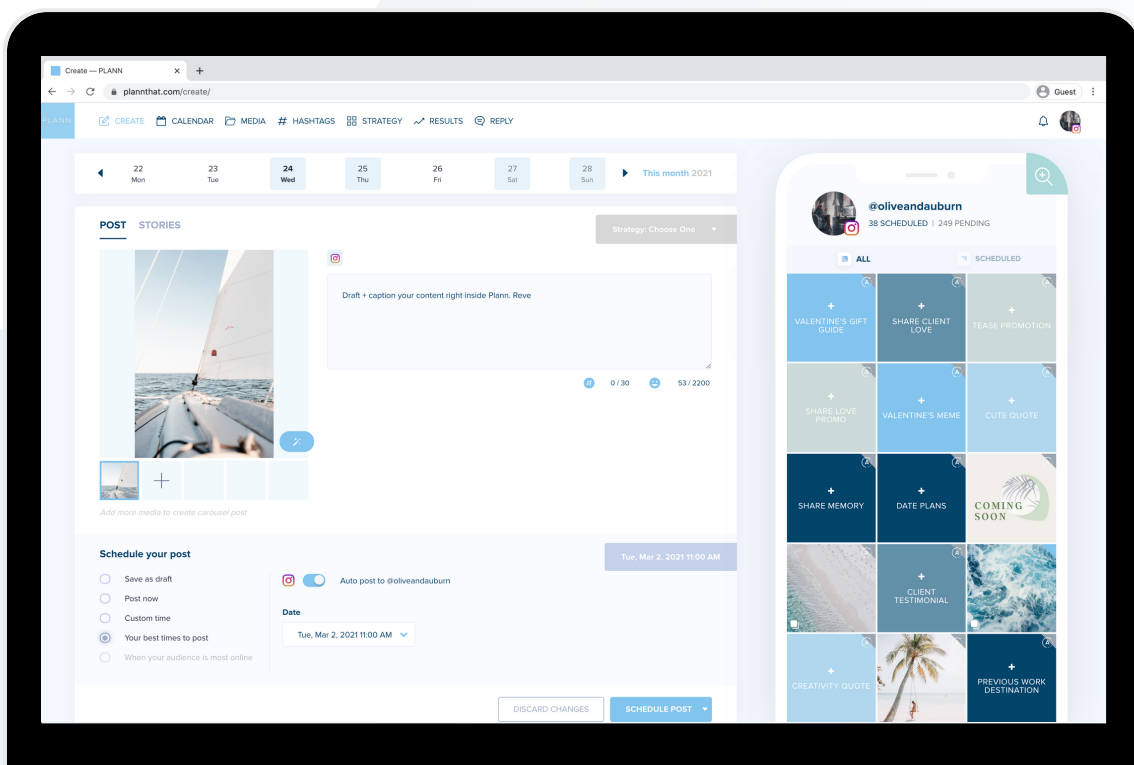 Create — PLANN
plannthat.com/create/
Guest
PLANN
CREATE
CALENDAR
MEDIA
HASHTAGS
STRATEGY
RESULTS
REPLY
22
Mon
23
Tue
24
Wed
25
Thu
26
Fri
27
Sat
28
Sun
This month 2021
POST
STORIES
Strategy: Choose One
Draft + caption your content right inside Plann. Reve
# 0 / 30
53 / 2200
Add more media to create carousel post
Schedule your post
Tue, Mar 2, 2021 11:00 AM
Save as draft
Post now
Custom time
Your best times to post
When your audience is most online
Auto post to @oliveandauburn
Date
Tue, Mar 2, 2021 11:00 AM
DISCARD CHANGES
SCHEDULE POST
@oliveandauburn
38 SCHEDULED | 249 PENDING
ALL
SCHEDULED
+
VALENTINE'S GIFT
GUIDE
+
SHARE CLIENT
LOVE
+
TEASE PROMOTION
+
SHARE LOVE
PROMO
+
VALENTINE'S MEME
+
CUTE QUOTE
+
SHARE MEMORY
+
DATE PLANS
COMING
SOON
+
CLIENT
TESTIMONIAL
+
CREATIVITY QUOTE
+
PREVIOUS WORK
DESTINATION